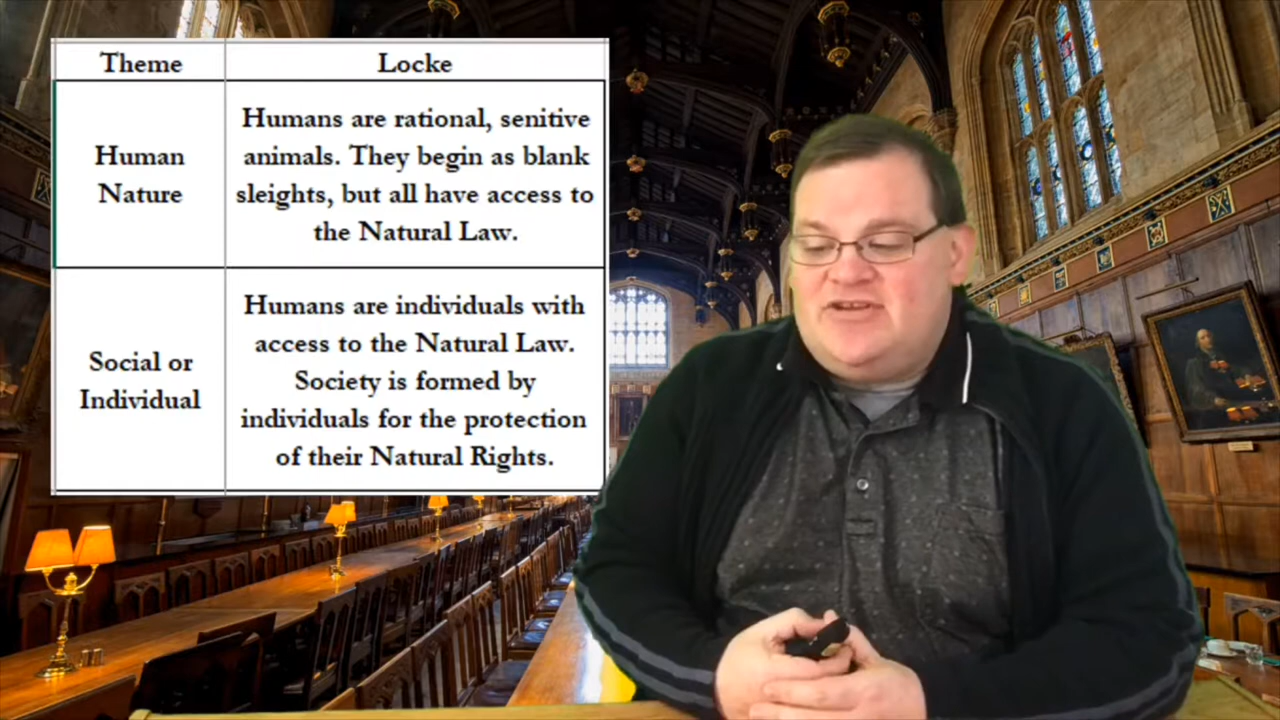 Theme
Locke
Human
Nature
Humans are rational, senitive
animals. They begin as blank
sleights, but all have access to
the Natural Law.
Social or
Individual
Humans are individuals with
access to the Natural Law.
Society is formed by
individuals for the protection
of their Natural Rights.